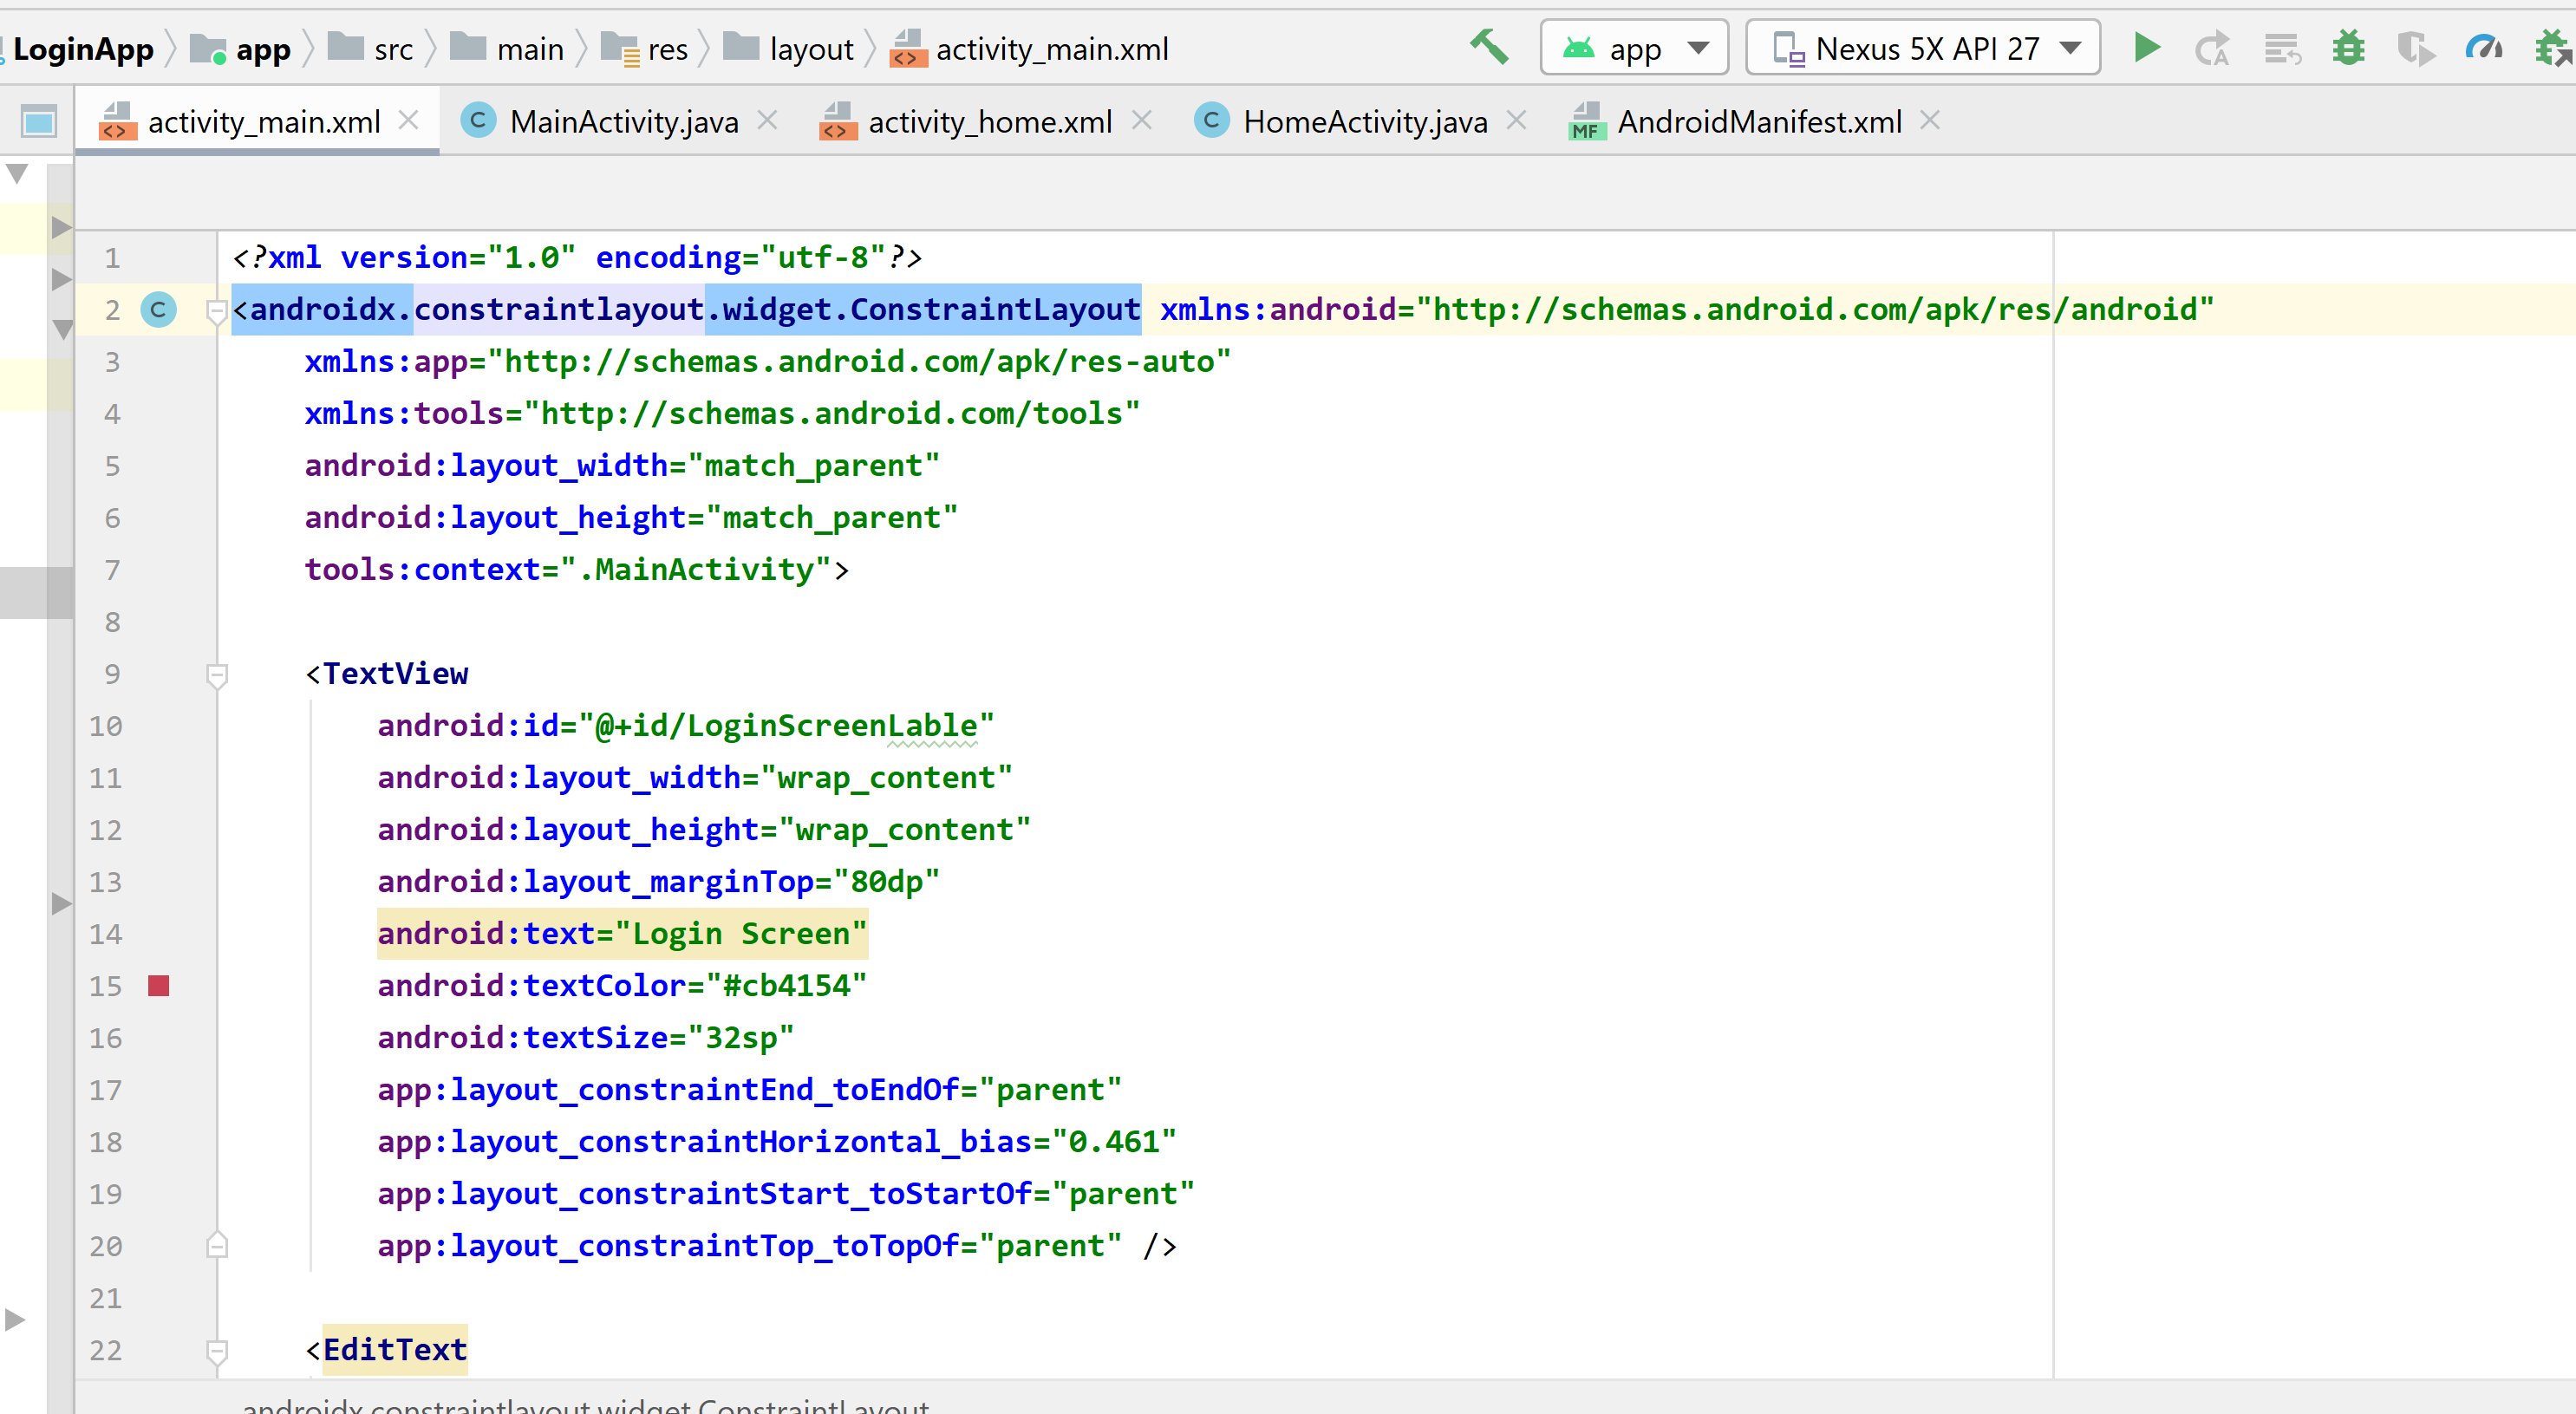 LoginApp app src main res layout activity_main.xml app Nexus 5X API 27
activity_main.xml MainActivity.java activity_home.xml HomeActivity.java AndroidManifest.xml
1 <?xml version="1.0" encoding="utf-8"?>
2 <androidx.constraintlayout.widget.ConstraintLayout xmlns:android="http://schemas.android.com/apk/res/android"
3 xmlns:app="http://schemas.android.com/apk/res-auto"
4 xmlns:tools="http://schemas.android.com/tools"
5 android:layout_width="match_parent"
6 android:layout_height="match_parent"
7 tools:context=".MainActivity">
8
9 <TextView
10 android:id="@+id/LoginScreenLable"
11 android:layout_width="wrap_content"
12 android:layout_height="wrap_content"
13 android:layout_marginTop="80dp"
14 android:text="Login Screen"
15 android:textColor="#cb4154"
16 android:textSize="32sp"
17 app:layout_constraintEnd_toEndOf="parent"
18 app:layout_constraintHorizontal_bias="0.461"
19 app:layout_constraintStart_toStartOf="parent"
20 app:layout_constraintTop_toTopOf="parent" />
21
22 <EditText
androidx.constraintlayout.widget.ConstraintLayout